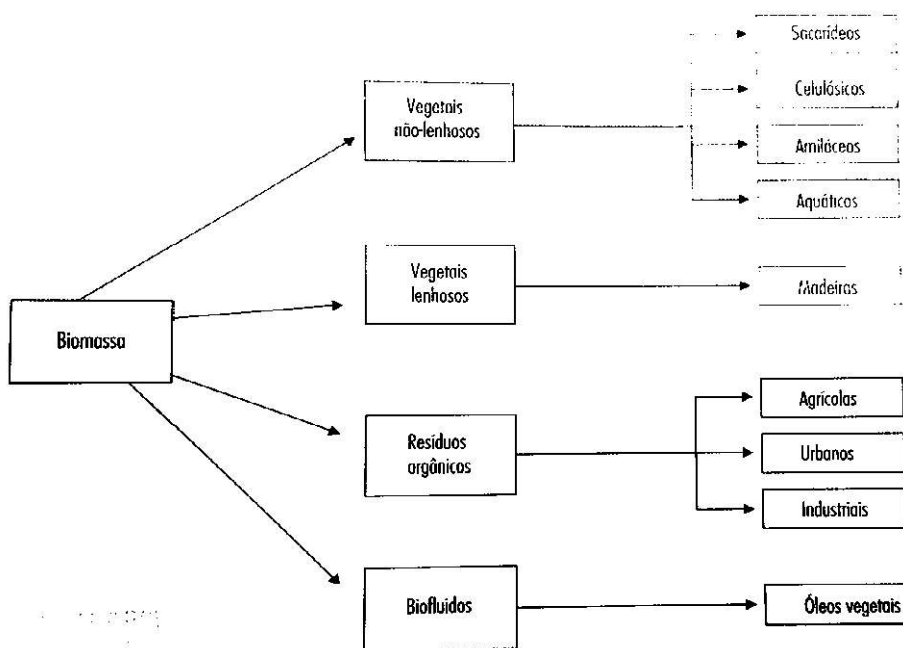 Sacarídeos
Vegetais
não-lenhosos
Celulósicos
Amiláceos
Aquáticos
Vegetais
lenhosos
Madeiras
Biomassa
Agrícolas
Resíduos
orgânicos
Urbanos
Industriais
Biofluidos
Óleos vegetais